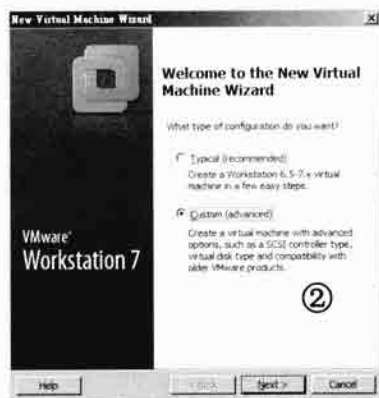 New Virtual Machine Wizard
Welcome to the New Virtual
Machine Wizard
What type of configuration do you want?
Typical (recommended)
Create a Workstation 6.5-7.x virtual
machine in a few easy steps.
Custom (advanced)
Create a virtual machine with advanced
options, such as a SCSI controller type,
virtual disk type and compatibility with
older VMware products.
VMware®
Workstation 7
②
Help
< Back
Next >
Cancel